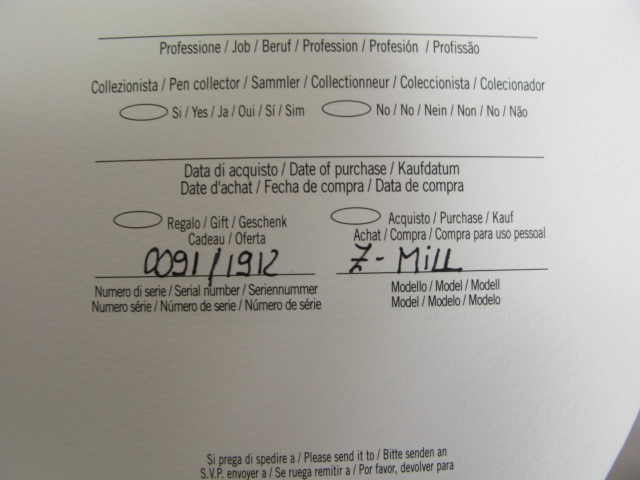 Professione / Job / Beruf / Profession / Profesión / Profissão
Collezionista / Pen collector / Sammler / Collectionneur / Coleccionista / Colecionador
Si / Yes / Ja / Oui / Sí / Sim No / No / Nein / Non / No / Não
Data di acquisto / Date of purchase / Kaufdatum
Date d'achat / Fecha de compra / Data de compra
Regalo / Gift / Geschenk Acquisto / Purchase / Kauf
Cadeau / Oferta Achat / Compra / Compra para uso pessoal
0091/1912 Z-MiLL
Numero di serie / Serial number / Seriennummer Modello / Model / Modell
Numero série / Número de serie / Número de série Model / Modelo / Modelo
Si prega di spedire a / Please send it to / Bitte senden an
S.V.P. envoyer a / Se ruega remitir a / Por favor, devolver para